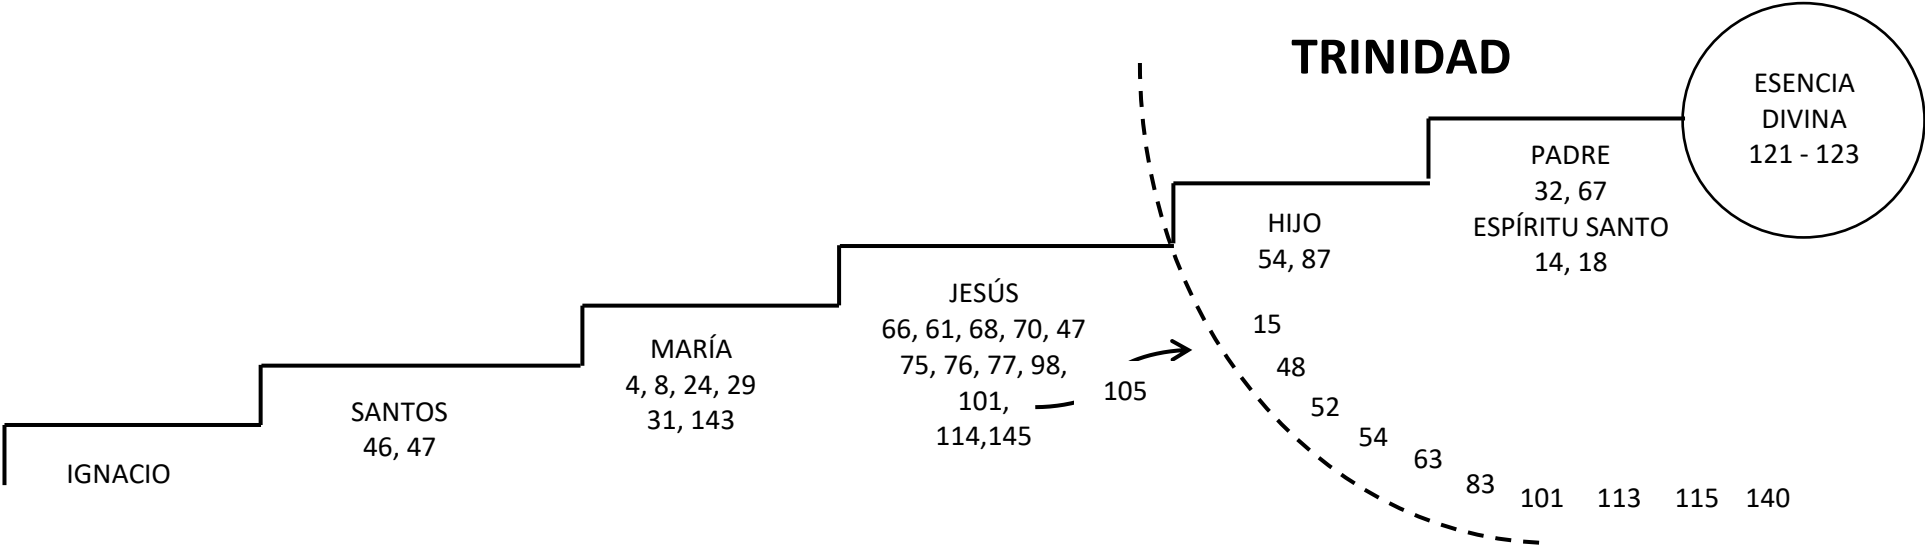 TRINIDAD
ESENCIA
DIVINA
121 - 123
PADRE
32, 67
ESPÍRITU SANTO
14, 18
HIJO
54, 87
JESÚS
66, 61, 68, 70, 47
75, 76, 77, 98,
101,
114,145
105
MARÍA
4, 8, 24, 29
31, 143
SANTOS
46, 47
IGNACIO
15
48
52
54
63
83
101 113 115 140